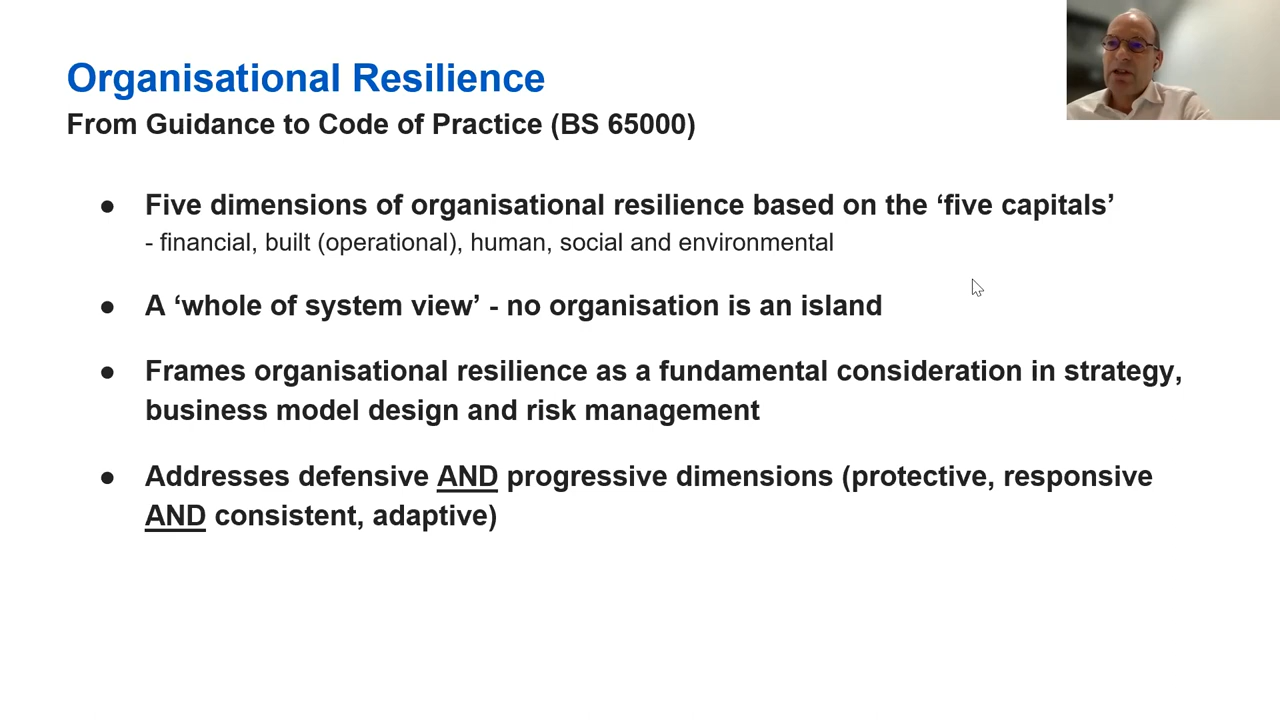 Organisational Resilience
From Guidance to Code of Practice (BS 65000)
● Five dimensions of organisational resilience based on the ‘five capitals’
- financial, built (operational), human, social and environmental
● A ‘whole of system view’ - no organisation is an island
● Frames organisational resilience as a fundamental consideration in strategy,
business model design and risk management
● Addresses defensive AND progressive dimensions (protective, responsive
AND consistent, adaptive)